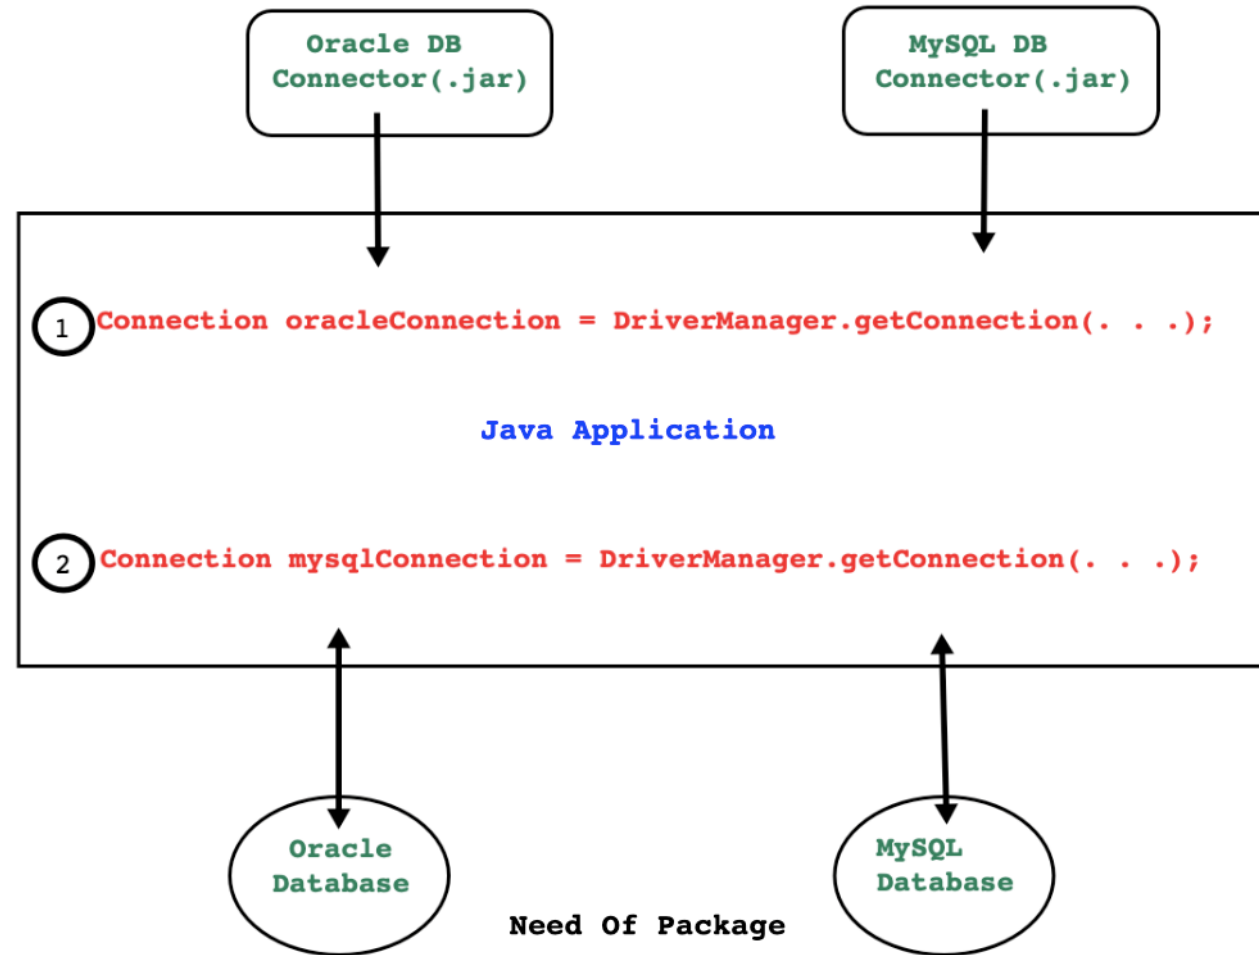 Oracle DB
Connector(.jar)
MySQL DB
Connector(.jar)
1
Connection oracleConnection = DriverManager.getConnection(. . .);
Java Application
2
Connection mysqlConnection = DriverManager.getConnection(. . .);
Oracle
Database
MySQL
Database
Need Of Package